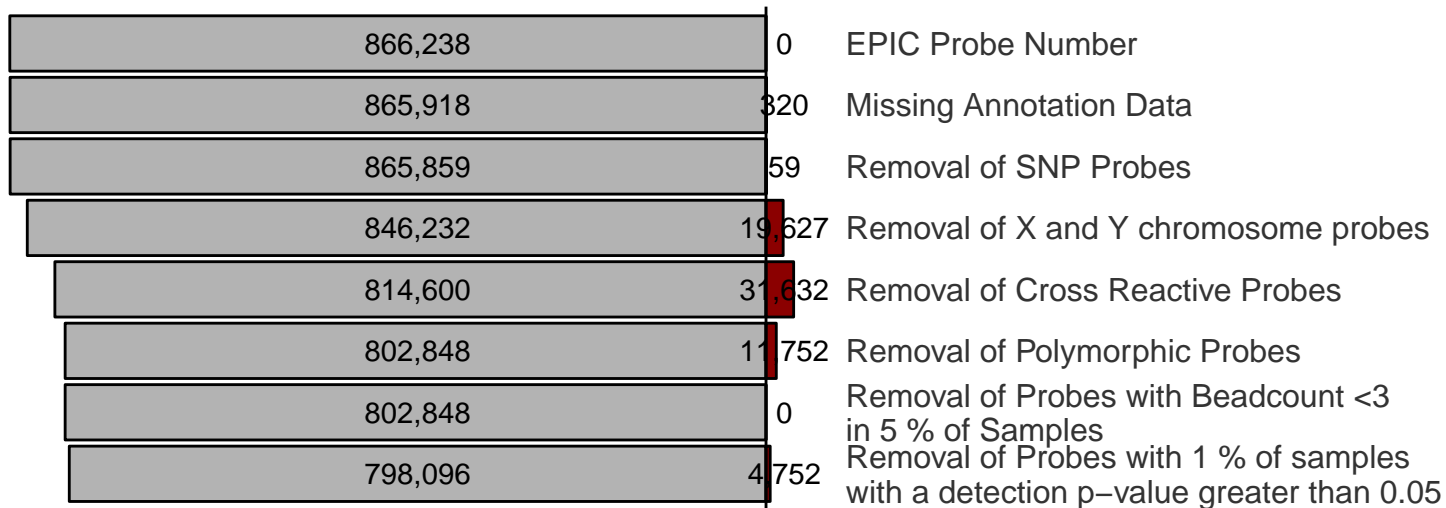 866,238 0 EPIC Probe Number
865,918 320 Missing Annotation Data
865,859 59 Removal of SNP Probes
846,232 19,627 Removal of X and Y chromosome probes
814,600 31,632 Removal of Cross Reactive Probes
802,848 11,752 Removal of Polymorphic Probes
802,848 0 Removal of Probes with Beadcount <3
in 5 % of Samples
798,096 4,752 Removal of Probes with 1 % of samples
with a detection p−value greater than 0.05